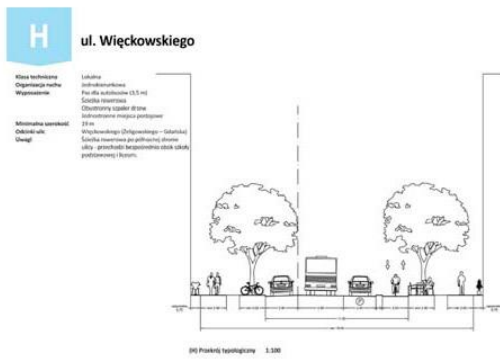 H
ul. Więckowskiego
Klasa techniczna Lokalna
Organizacja ruchu Jednokierunkowa
Wyposażenie Pas dla autobusów (3,5 m)
Ścieżka rowerowa
Obustronny szpaler drzew
Jednostronne miejsca postojowe
Minimalna szerokość 19 m
Odcinki ulic Więckowskiego (Żeligowskiego – Gdańska)
Uwagi Ścieżka rowerowa po północnej stronie
ulicy - przechodzi bezpośrednio obok szkoły
podstawowej i liceum.
P
(H) Przekrój typologiczny 1:100